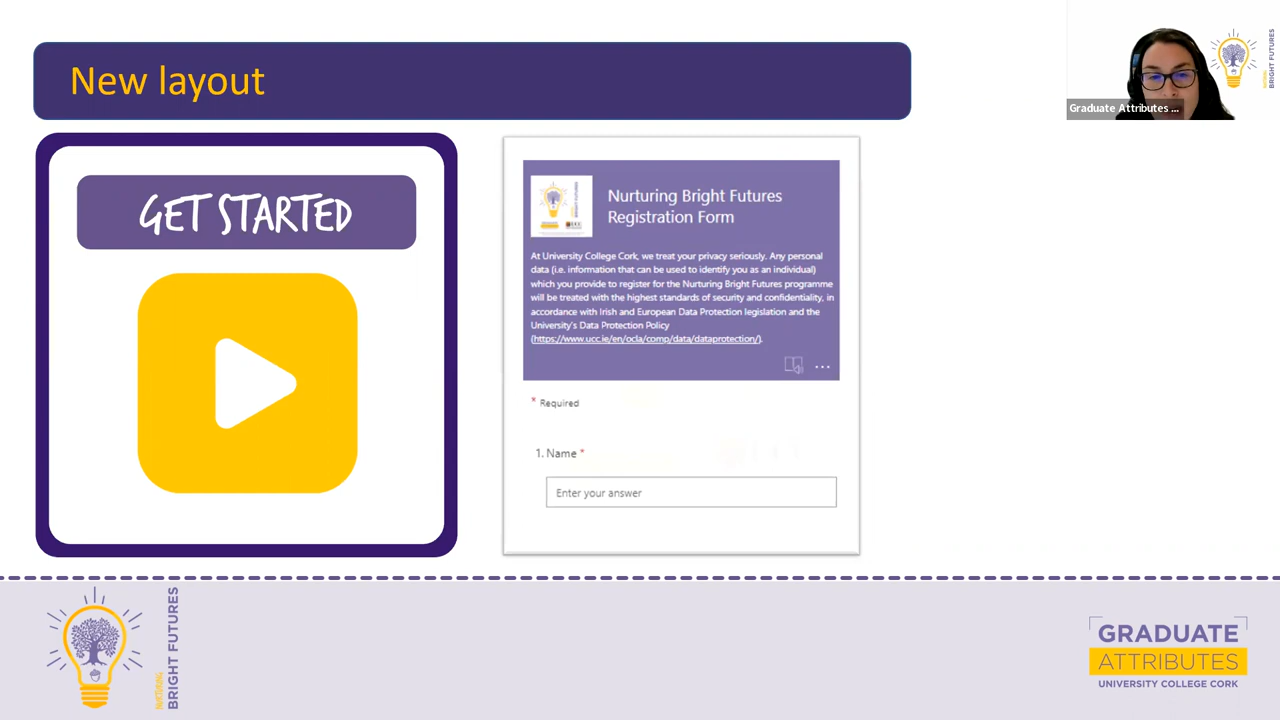 New layout
Graduate Attributes ...
BRIGHT FUTURES
GET STARTED
Nurturing Bright Futures
Registration Form
At University College Cork, we treat your privacy seriously. Any personal
data (i.e. information that can be used to identify you as an individual)
which you provide to register for the Nurturing Bright Futures programme
will be treated with the highest standards of security and confidentiality, in
accordance with Irish and European Data Protection legislation and the
University's Data Protection Policy
(https://www.ucc.ie/en/ocla/comp/data/dataprotection/).
* Required
1. Name *
Enter your answer
NURTURING
BRIGHT FUTURES
GRADUATE
ATTRIBUTES
UNIVERSITY COLLEGE CORK